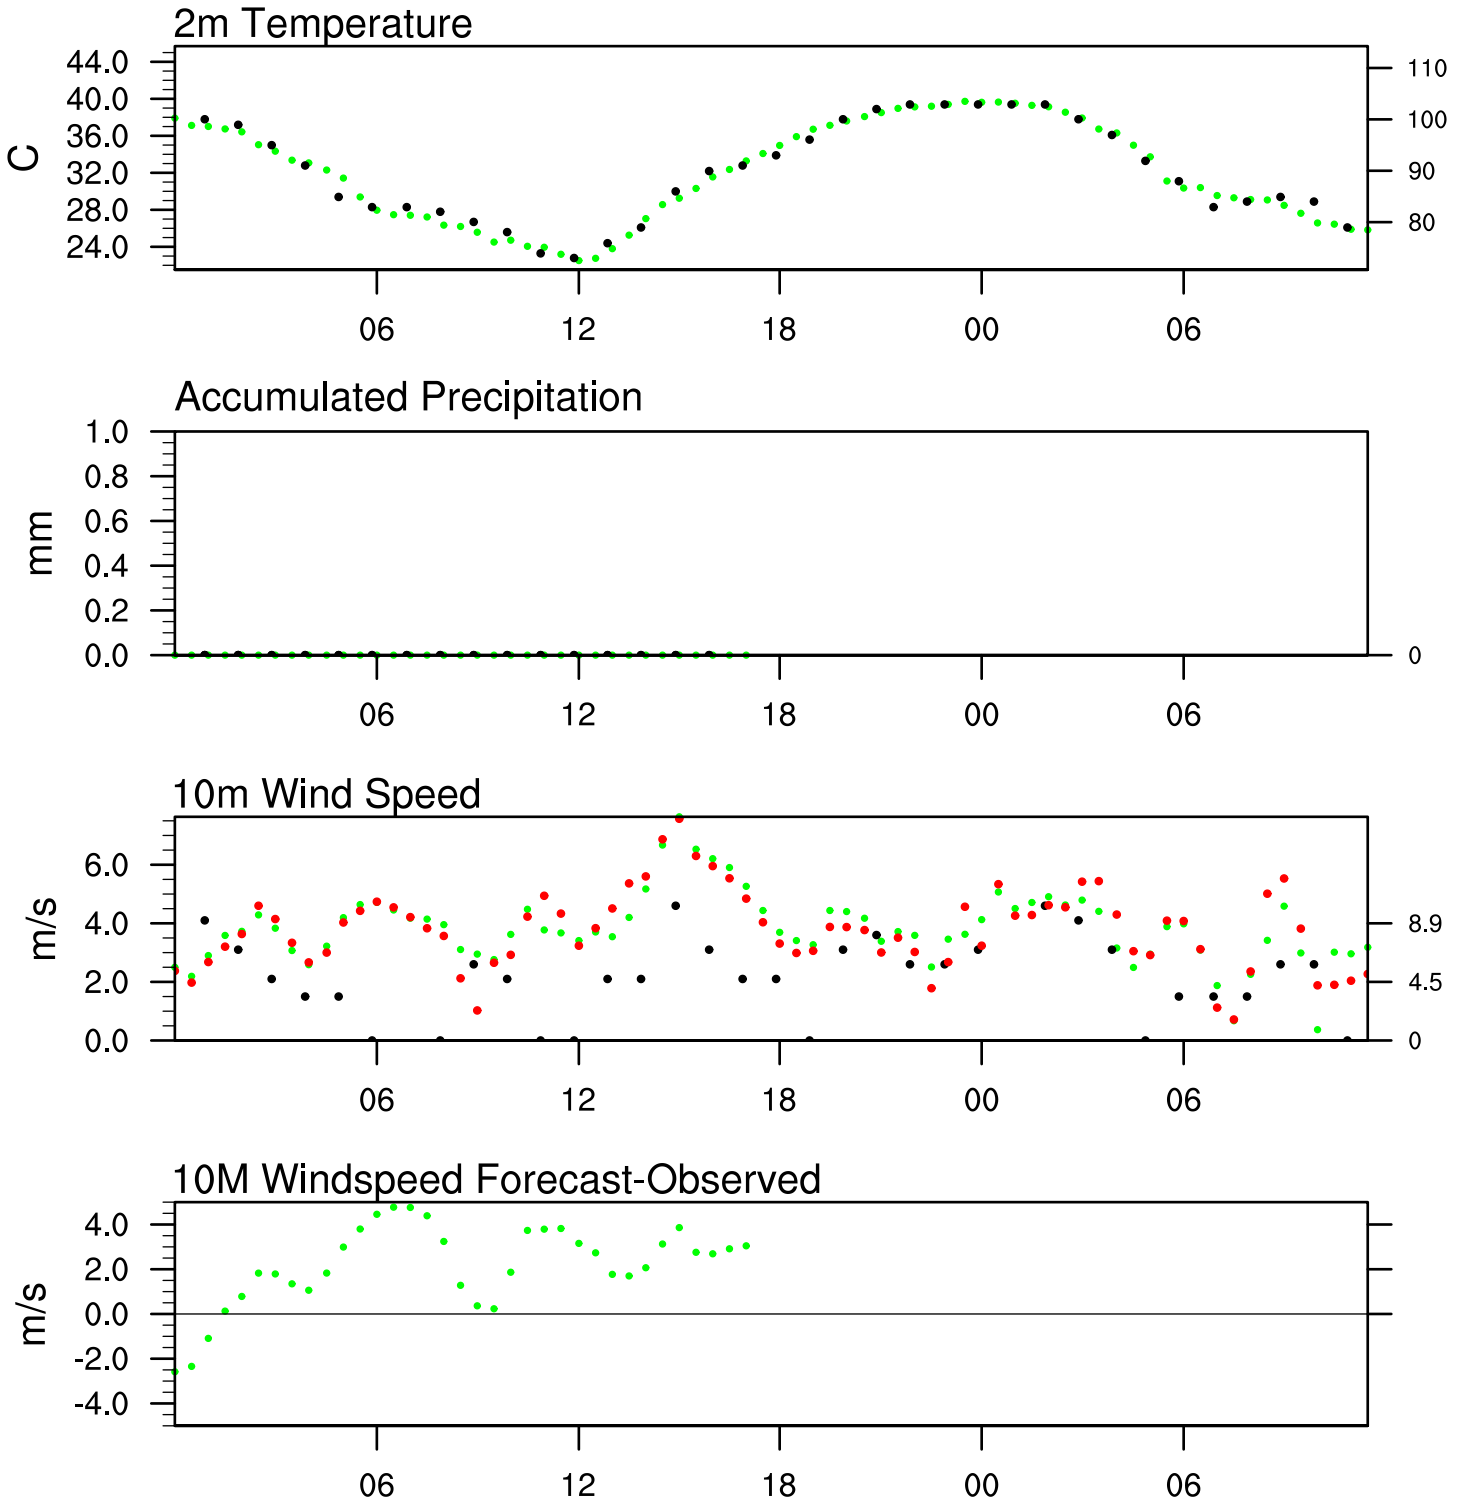 2m Temperature
44.0
40.0
36.0
32.0
28.0
24.0
C
110
100
90
80
06 12 18 00 06
Accumulated Precipitation
1.0
0.8
0.6
0.4
0.2
0.0
mm
0
06 12 18 00 06
10m Wind Speed
6.0
4.0
2.0
0.0
m/s
8.9
4.5
0
06 12 18 00 06
10M Windspeed Forecast-Observed
4.0
2.0
0.0
-2.0
-4.0
m/s
06 12 18 00 06